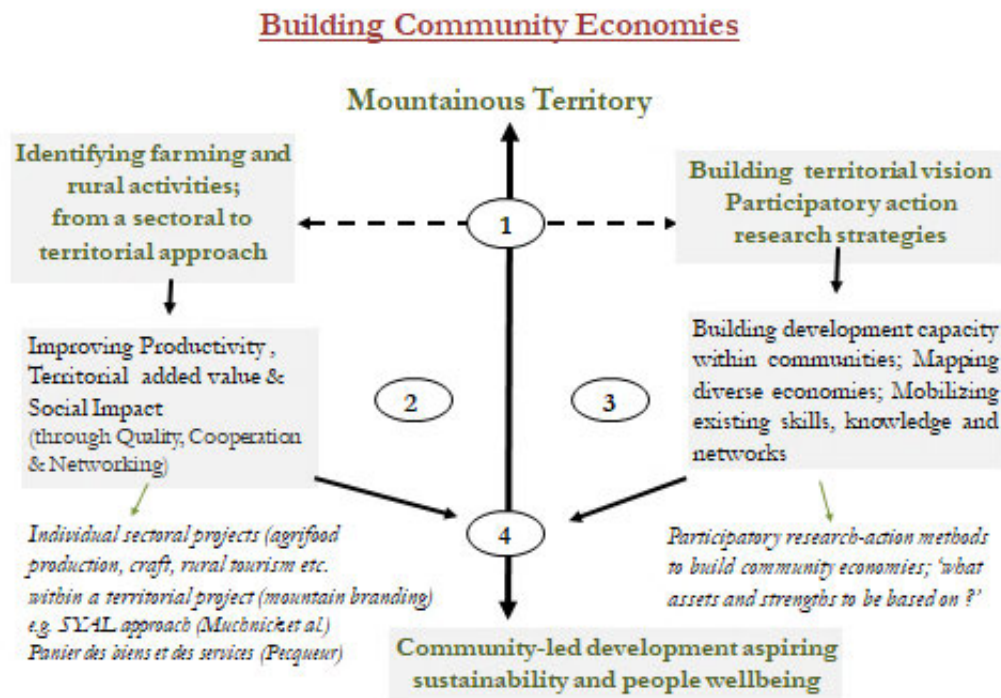 Building Community Economies
Mountainous Territory
Identifying farming and
rural activities;
from a sectoral to
territorial approach
1
Building territorial vision
Participatory action
research strategies
Improving Productivity ,
Territorial added value &
Social Impact
(through Quality, Cooperation
& Networking)
2
3
Building development capacity
within communities; Mapping
diverse economies; Mobilizing
existing skills, knowledge and
networks
4
Individual sectoral projects (agrifood
production, craft, rural tourism etc.
within a territorial project (mountain branding)
e.g. SYAL approach (Muchnick et al.)
Panier des biens et des services (Pecqueur)
Participatory research-action methods
to build community economies; ‘what
assets and strengths to be based on ?’
Community-led development aspiring
sustainability and people wellbeing